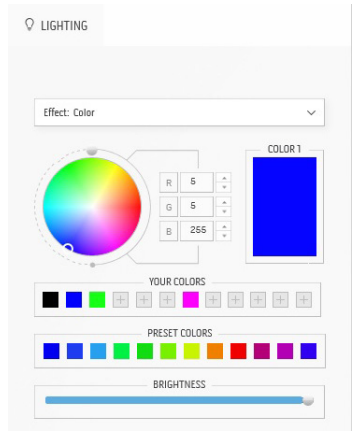 LIGHTING
Effect: Color
COLOR 1
R 5
G 5
B 255
YOUR COLORS
PRESET COLORS
BRIGHTNESS